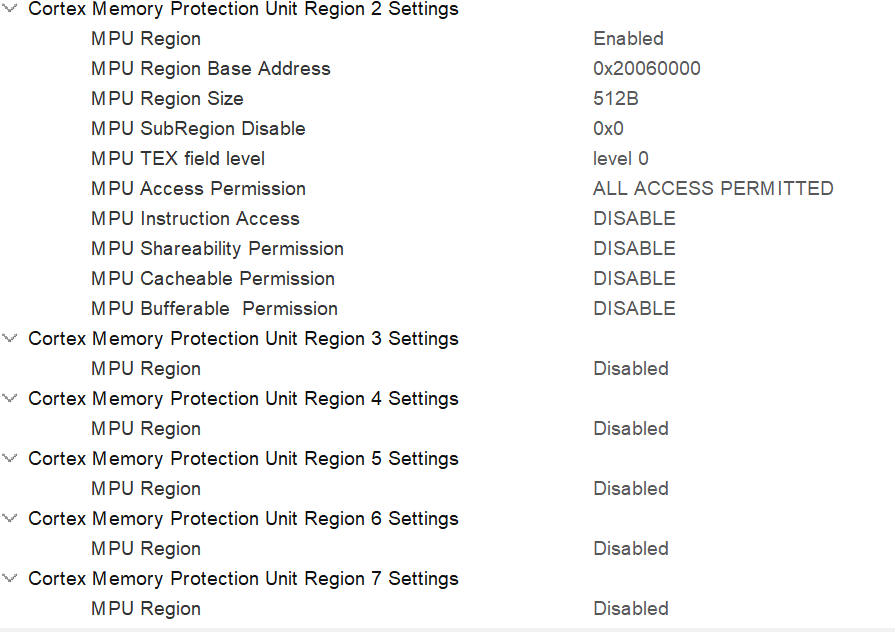 Cortex Memory Protection Unit Region 2 Settings
MPU Region Enabled
MPU Region Base Address 0x20060000
MPU Region Size 512B
MPU SubRegion Disable 0x0
MPU TEX field level level 0
MPU Access Permission ALL ACCESS PERMITTED
MPU Instruction Access DISABLE
MPU Shareability Permission DISABLE
MPU Cacheable Permission DISABLE
MPU Bufferable  Permission DISABLE
Cortex Memory Protection Unit Region 3 Settings
MPU Region Disabled
Cortex Memory Protection Unit Region 4 Settings
MPU Region Disabled
Cortex Memory Protection Unit Region 5 Settings
MPU Region Disabled
Cortex Memory Protection Unit Region 6 Settings
MPU Region Disabled
Cortex Memory Protection Unit Region 7 Settings
MPU Region Disabled